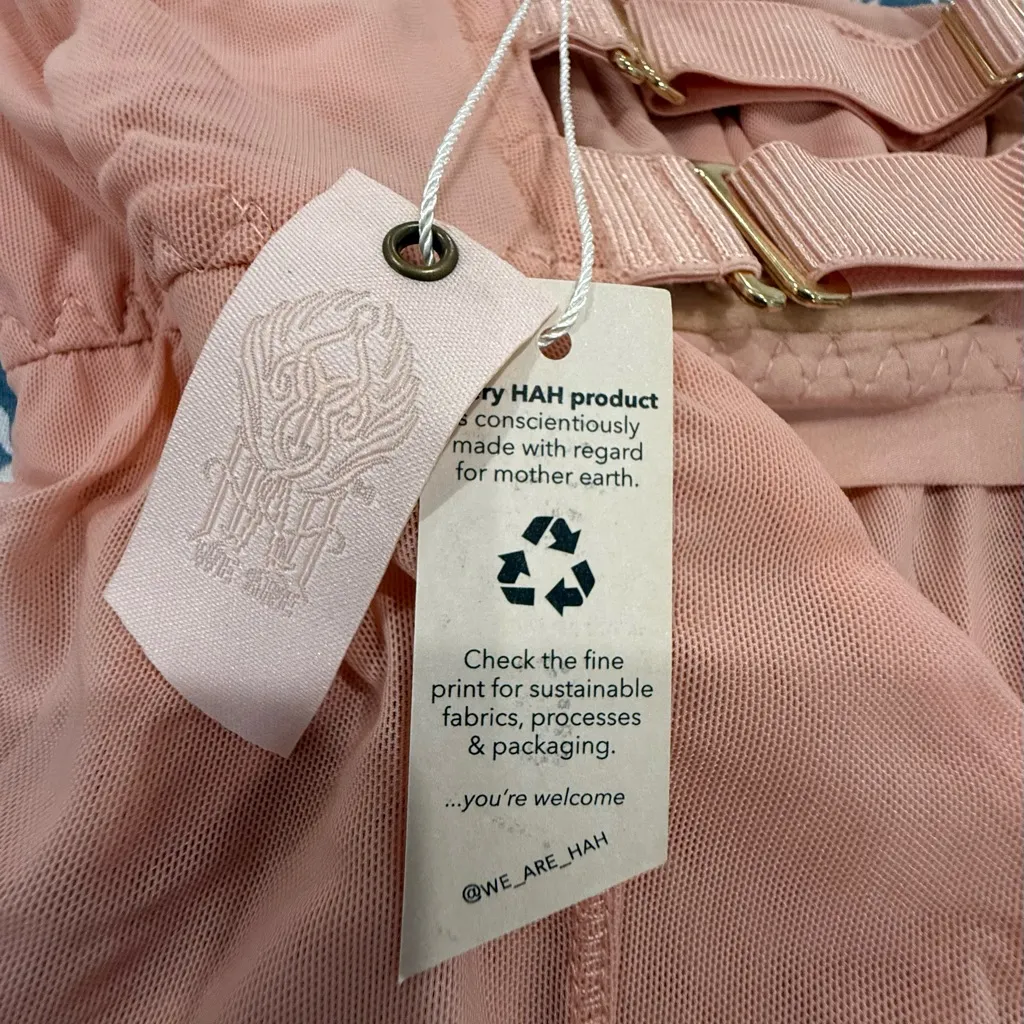 ry HAH product
s conscientiously
made with regard
for mother earth.
Check the fine
print for sustainable
fabrics, processes
& packaging.
...you're welcome
@WE_ARE_HAH